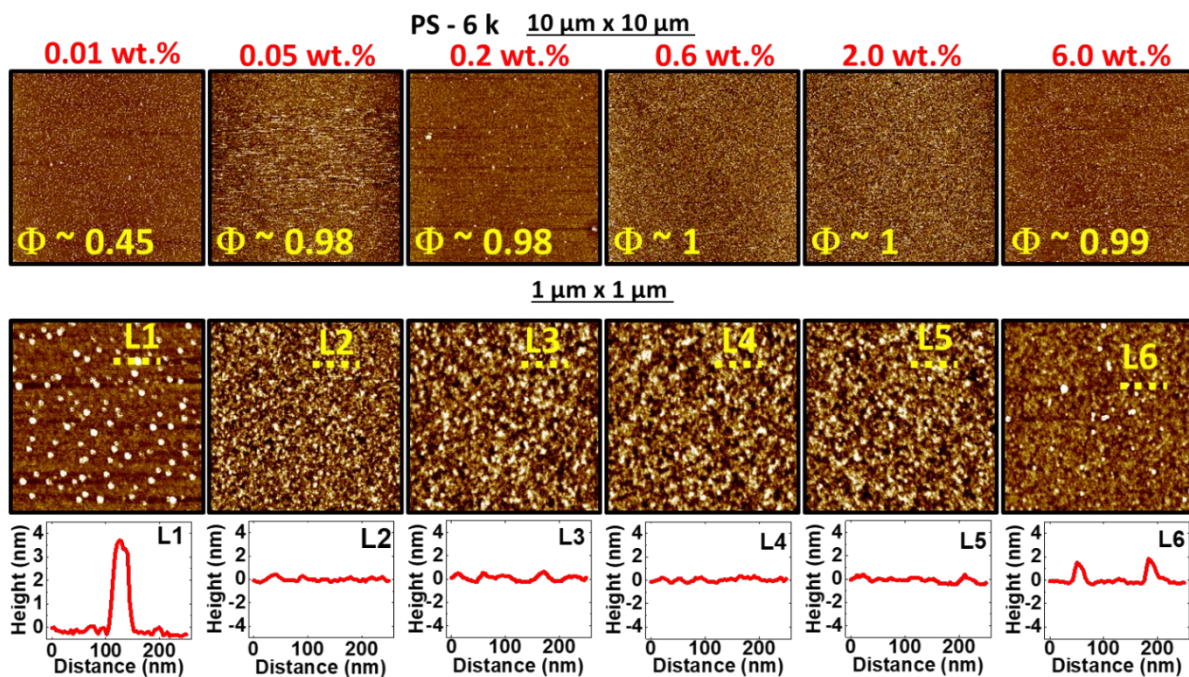 PS - 6 k 10 µm x 10 µm
0.01 wt.% 0.05 wt.% 0.2 wt.% 0.6 wt.% 2.0 wt.% 6.0 wt.%
Φ ~ 0.45 Φ ~ 0.98 Φ ~ 0.98 Φ ~ 1 Φ ~ 1 Φ ~ 0.99
1 µm x 1 µm
L1 L2 L3 L4 L5 L6
Height (nm) 4 3 2 1 0 L1
0 100 200
Distance (nm)
Height (nm) 4 2 0 -2 -4 L2
0 100 200
Distance (nm)
Height (nm) 4 2 0 -2 -4 L3
0 100 200
Distance (nm)
Height (nm) 4 2 0 -2 -4 L4
0 100 200
Distance (nm)
Height (nm) 4 2 0 -2 -4 L5
0 100 200
Distance (nm)
Height (nm) 4 2 0 -2 -4 L6
0 100 200
Distance (nm)